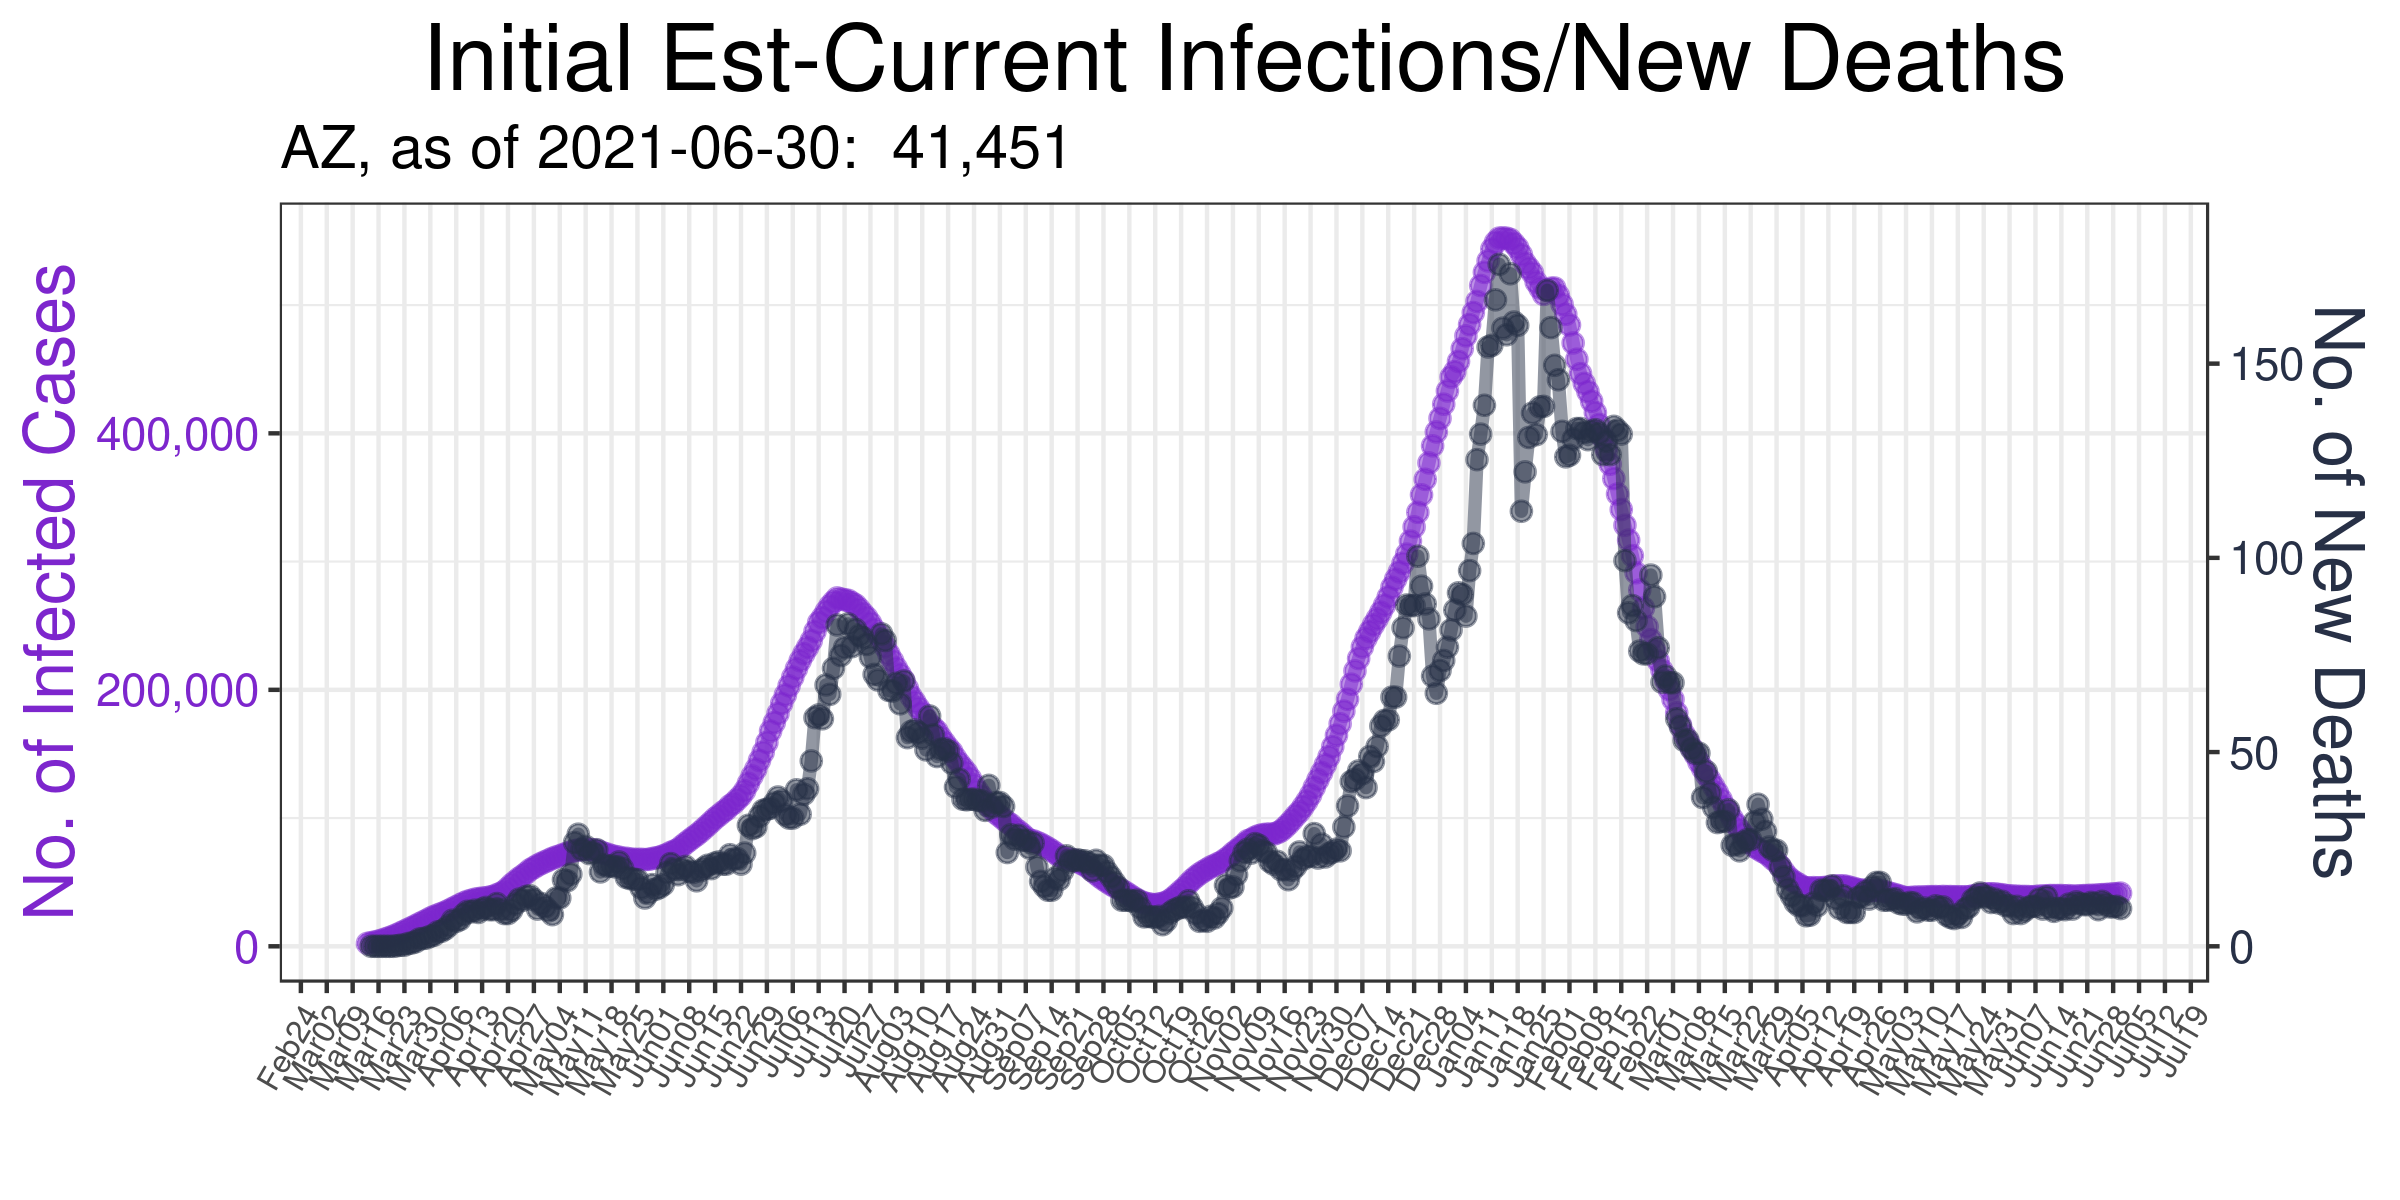 Initial Est-Current Infections/New Deaths
AZ, as of 2021-06-30:  41,451
No. of Infected Cases
400,000
200,000
0
No. of New Deaths
150
100
50
0
Feb24
Mar02
Mar09
Mar16
Mar23
Mar30
Apr06
Apr13
Apr20
Apr27
May04
May11
May18
May25
Jun01
Jun08
Jun15
Jun22
Jun29
Jul06
Jul13
Jul20
Jul27
Aug03
Aug10
Aug17
Aug24
Aug31
Sep07
Sep14
Sep21
Sep28
Oct05
Oct12
Oct19
Oct26
Nov02
Nov09
Nov16
Nov23
Nov30
Dec07
Dec14
Dec21
Dec28
Jan04
Jan11
Jan18
Jan25
Feb01
Feb08
Feb15
Feb22
Mar01
Mar08
Mar15
Mar22
Mar29
Apr05
Apr12
Apr19
Apr26
May03
May10
May17
May24
May31
Jun07
Jun14
Jun21
Jun28
Jul05
Jul12
Jul19